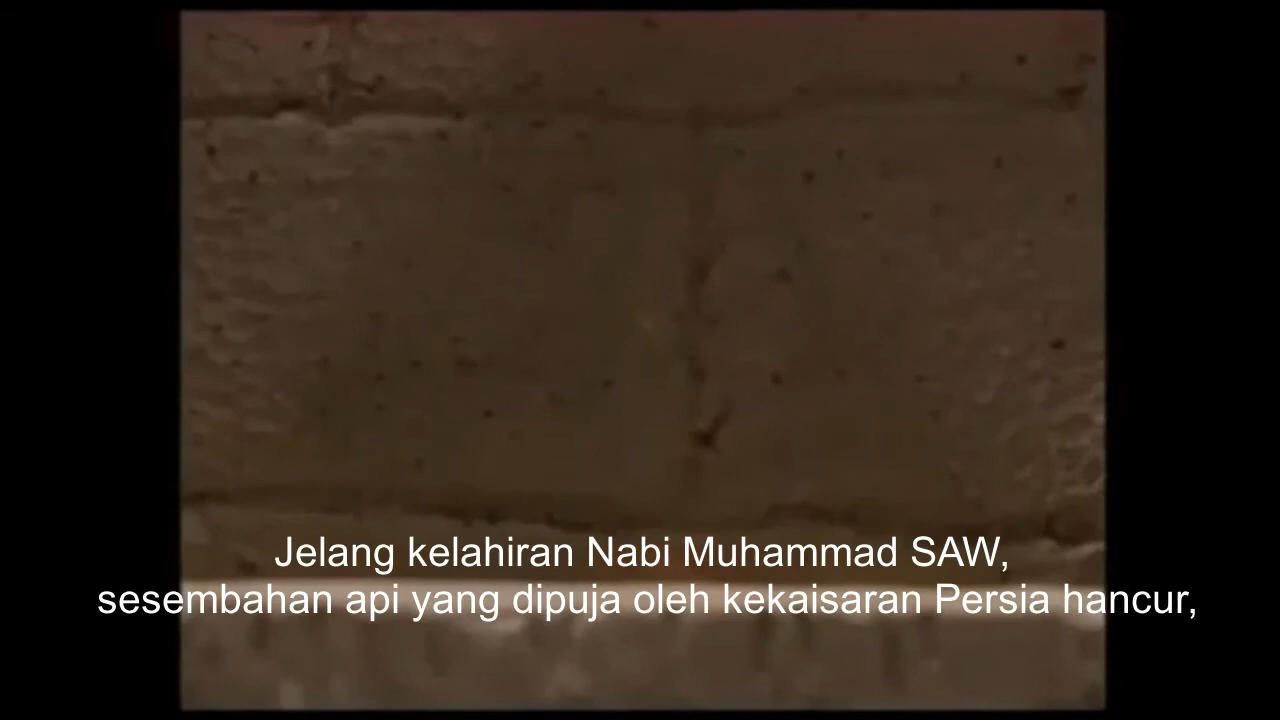 Jelang kelahiran Nabi Muhammad SAW,
sesembahan api yang dipuja oleh kekaisaran Persia hancur,